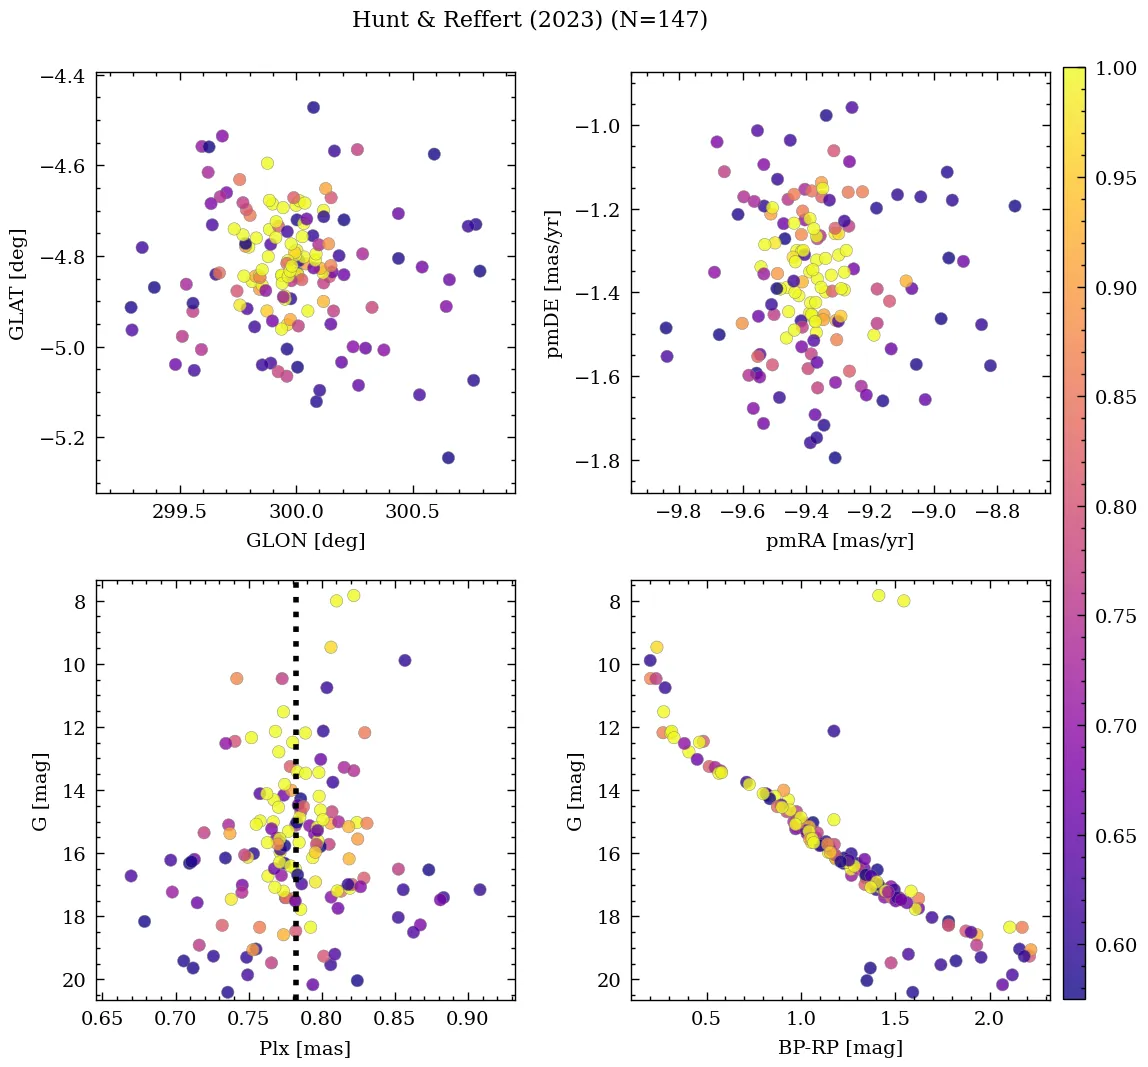 Hunt & Reffert (2023) (N=147)
−4.4
−4.6
−4.8
−5.0
−5.2
GLAT [deg]
299.5 300.0 300.5
GLON [deg]
−1.0
−1.2
−1.4
−1.6
−1.8
pmDE [mas/yr]
−9.8 −9.6 −9.4 −9.2 −9.0 −8.8
pmRA [mas/yr]
8
10
12
14
16
18
20
G [mag]
0.65 0.70 0.75 0.80 0.85 0.90
Plx [mas]
8
10
12
14
16
18
20
G [mag]
0.5 1.0 1.5 2.0
BP-RP [mag]
1.00
0.95
0.90
0.85
0.80
0.75
0.70
0.65
0.60